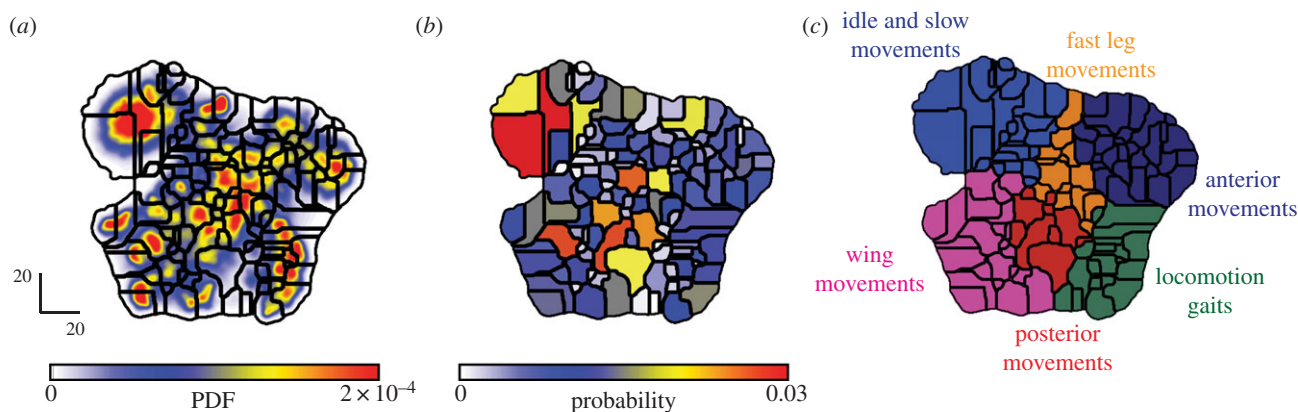 (a)
(b)
(c)
idle and slow
movements
fast leg
movements
anterior
movements
wing
movements
locomotion
gaits
posterior
movements
20
20
0
PDF
2 × 10⁻⁴
0
probability
0.03